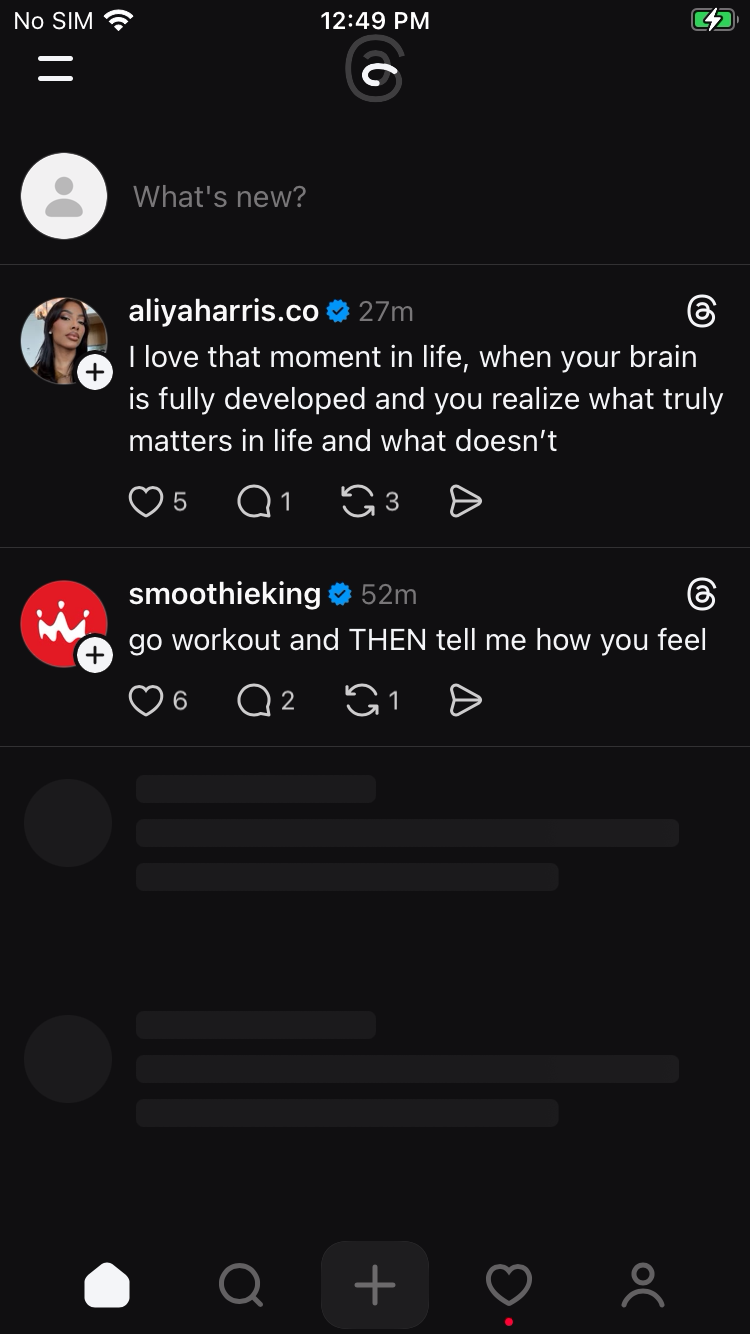 No SIM 12:49 PM
What's new?
aliyaharris.co 27m
I love that moment in life, when your brain
is fully developed and you realize what truly
matters in life and what doesn’t
5 1 3
smoothieking 52m
go workout and THEN tell me how you feel
6 2 1